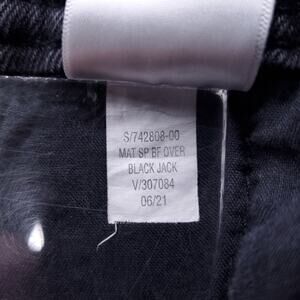 S/742808-00
MAT SP BF OVER
BLACK JACK
V/307084
06/21